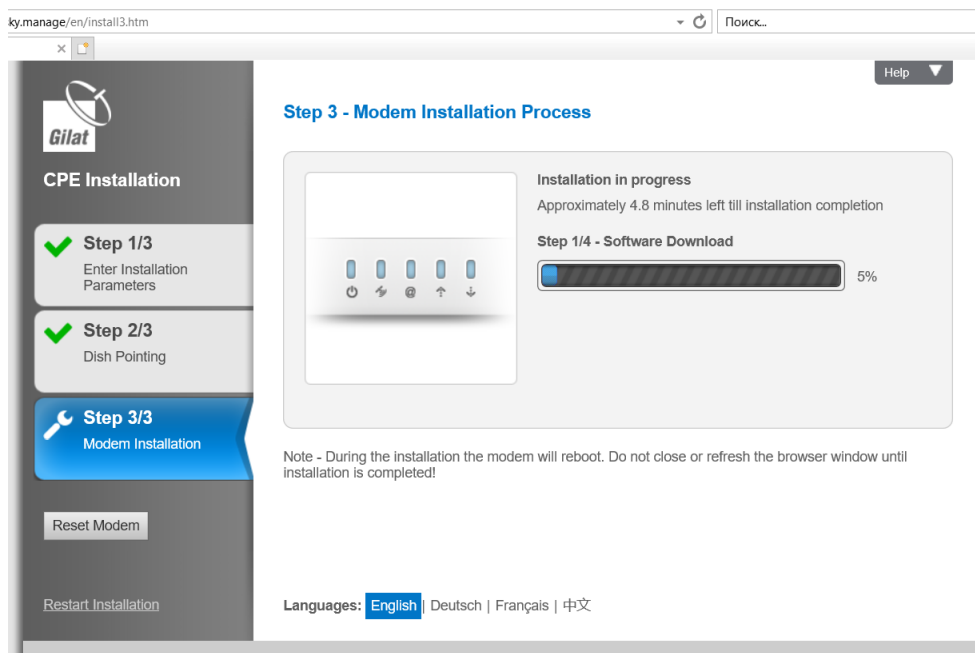 ky.manage/en/install3.htm
Поиск...
Help
Gilat
Step 3 - Modem Installation Process
CPE Installation
Installation in progress
Approximately 4.8 minutes left till installation completion
Step 1/4 - Software Download
5%
Step 1/3
Enter Installation
Parameters
Step 2/3
Dish Pointing
Step 3/3
Modem Installation
Note - During the installation the modem will reboot. Do not close or refresh the browser window until
installation is completed!
Reset Modem
Restart Installation
Languages: English | Deutsch | Français | 中文